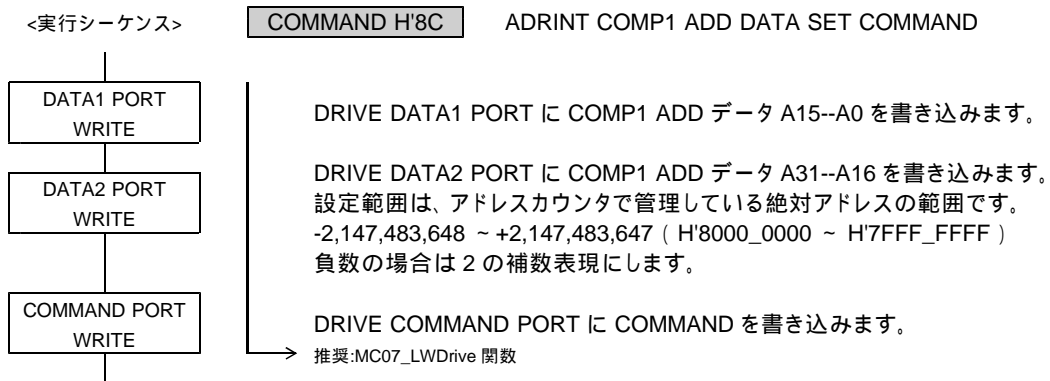 <実行シーケンス>
COMMAND H'8C ADRINT COMP1 ADD DATA SET COMMAND
DATA1 PORT
WRITE
DRIVE DATA1 PORT に COMP1 ADD データ A15--A0 を書き込みます。
DATA2 PORT
WRITE
DRIVE DATA2 PORT に COMP1 ADD データ A31--A16 を書き込みます。
設定範囲は、アドレスカウンタで管理している絶対アドレスの範囲です。
-2,147,483,648 ~ +2,147,483,647 ( H'8000_0000 ~ H'7FFF_FFFF )
負数の場合は 2 の補数表現にします。
COMMAND PORT
WRITE
DRIVE COMMAND PORT に COMMAND を書き込みます。
推奨:MC07_LWDrive 関数